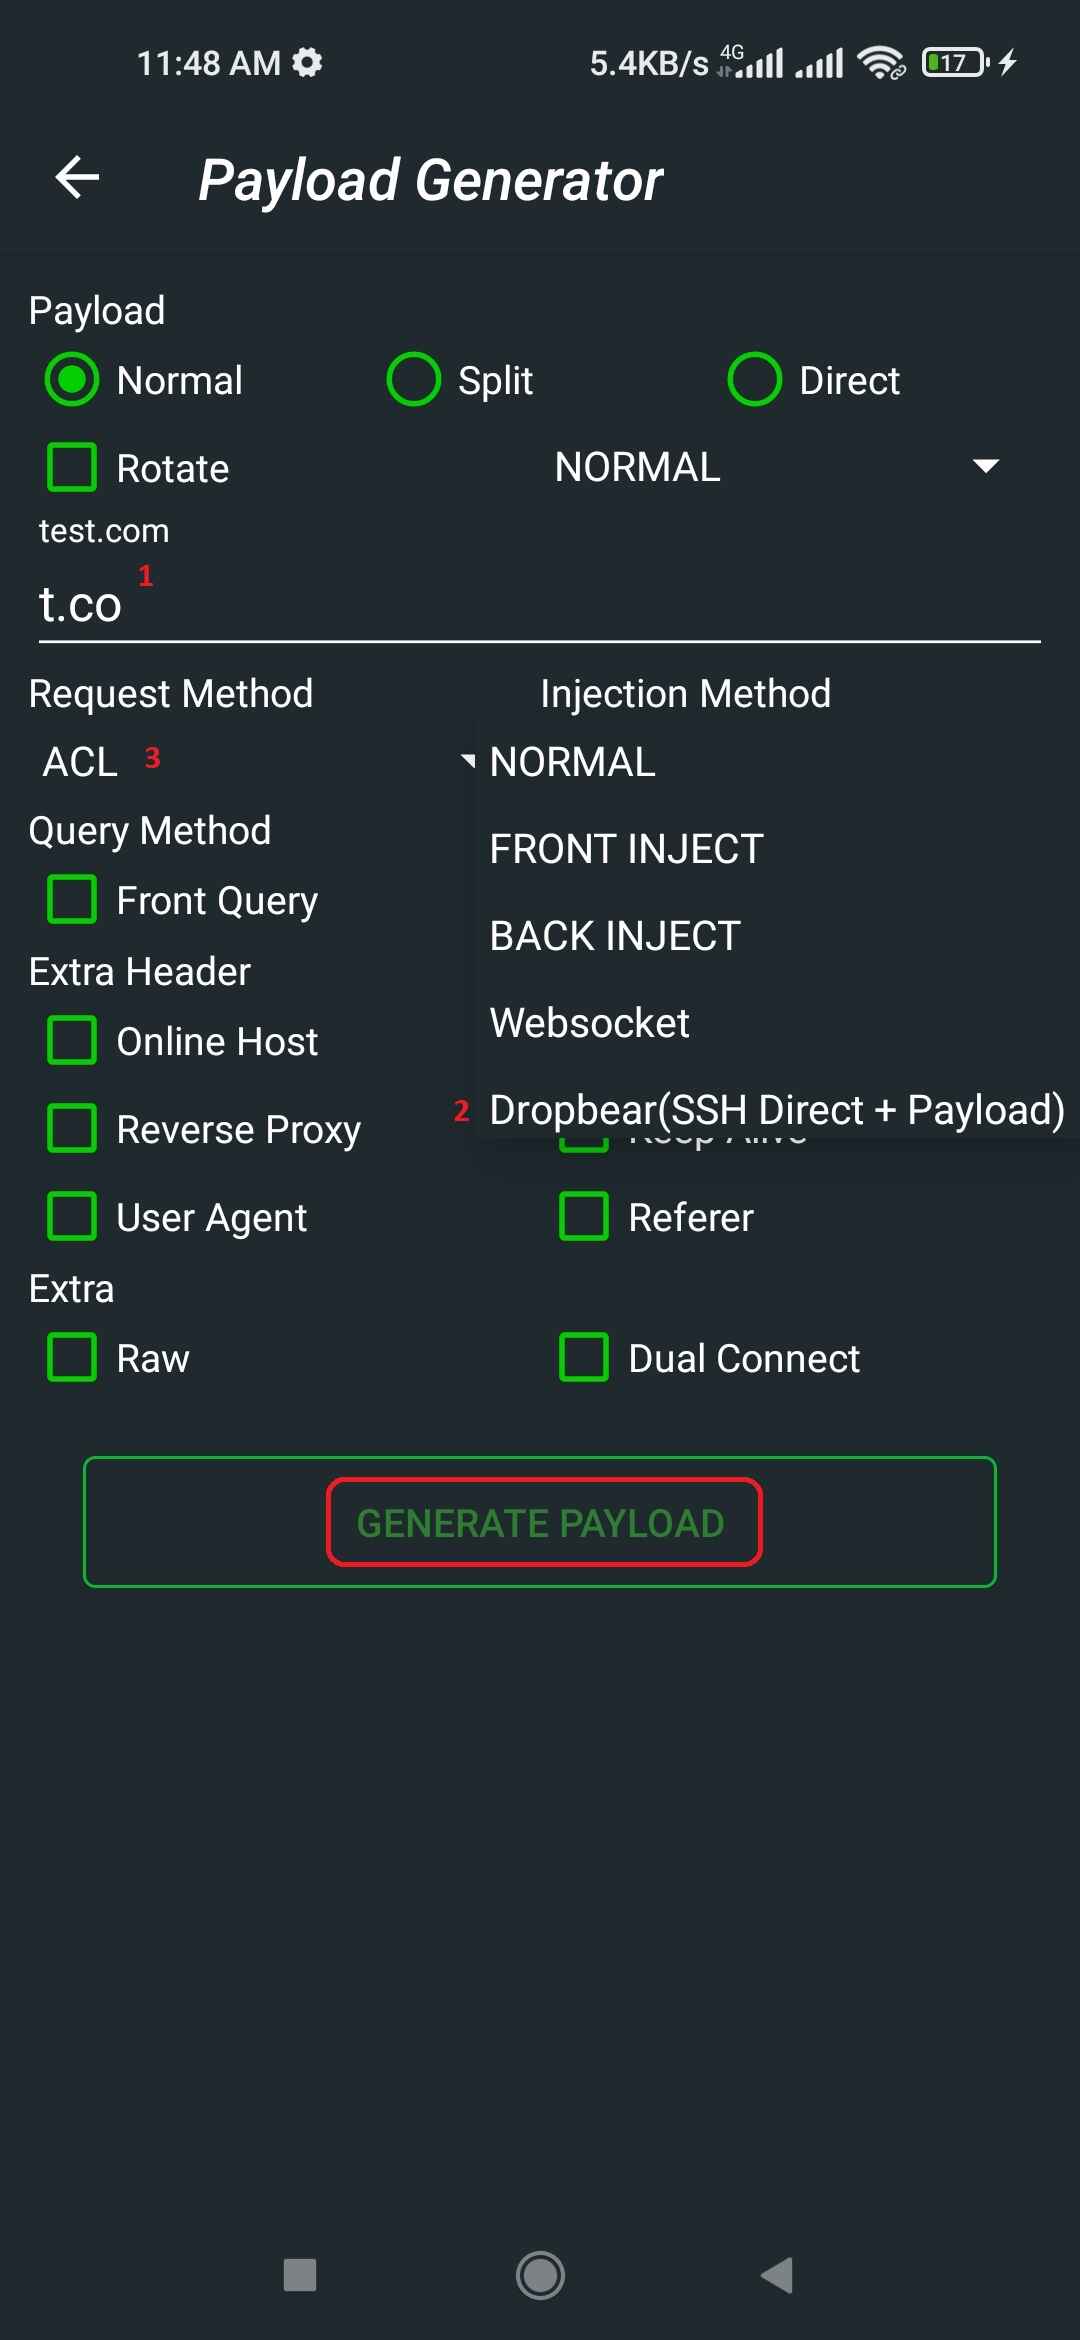 11:48 AM 5.4KB/s 4G 17
Payload Generator
Payload
Normal Split Direct
Rotate NORMAL
test.com
1
t.co
Request Method Injection Method
ACL 3 NORMAL
Query Method
FRONT INJECT
Front Query
BACK INJECT
Extra Header
Websocket
Online Host
2 Dropbear(SSH Direct + Payload)
Reverse Proxy Keep Alive
User Agent Referer
Extra
Raw Dual Connect
GENERATE PAYLOAD